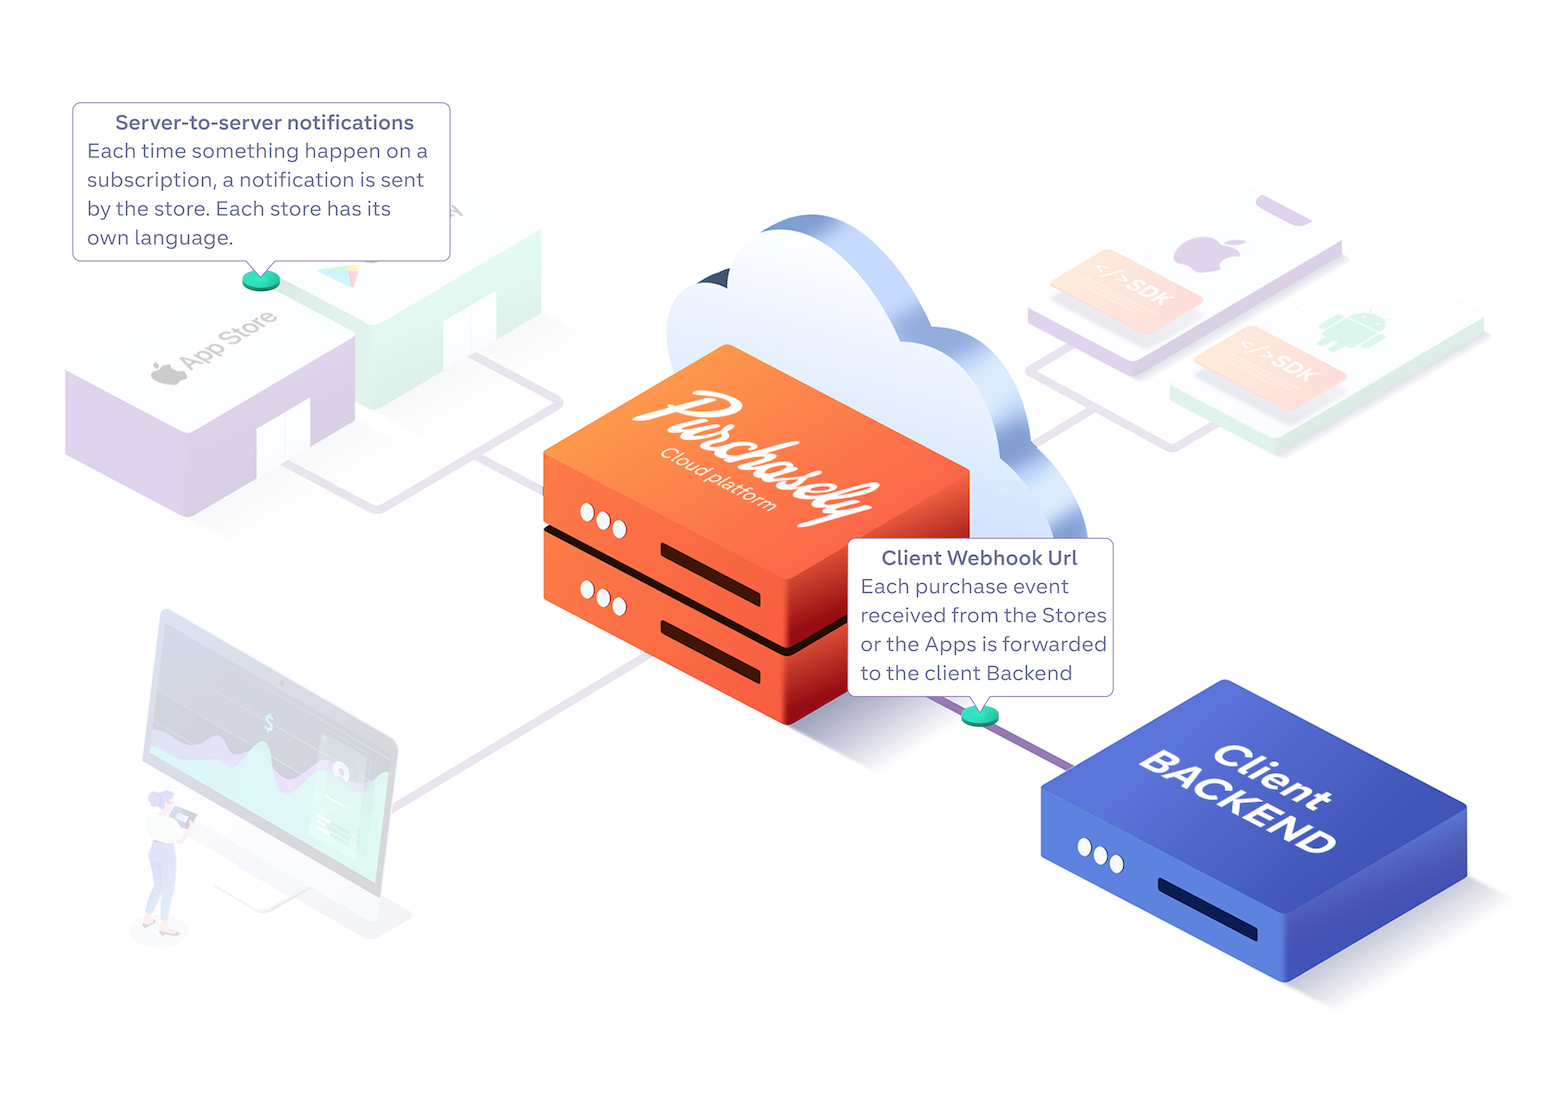 Server-to-server notifications
Each time something happen on a
subscription, a notification is sent
by the store. Each store has its
own language.
App Store
</>SDK
</>SDK
Purchasely
Cloud platform
Client Webhook Url
Each purchase event
received from the Stores
or the Apps is forwarded
to the client Backend
$
Client
BACKEND